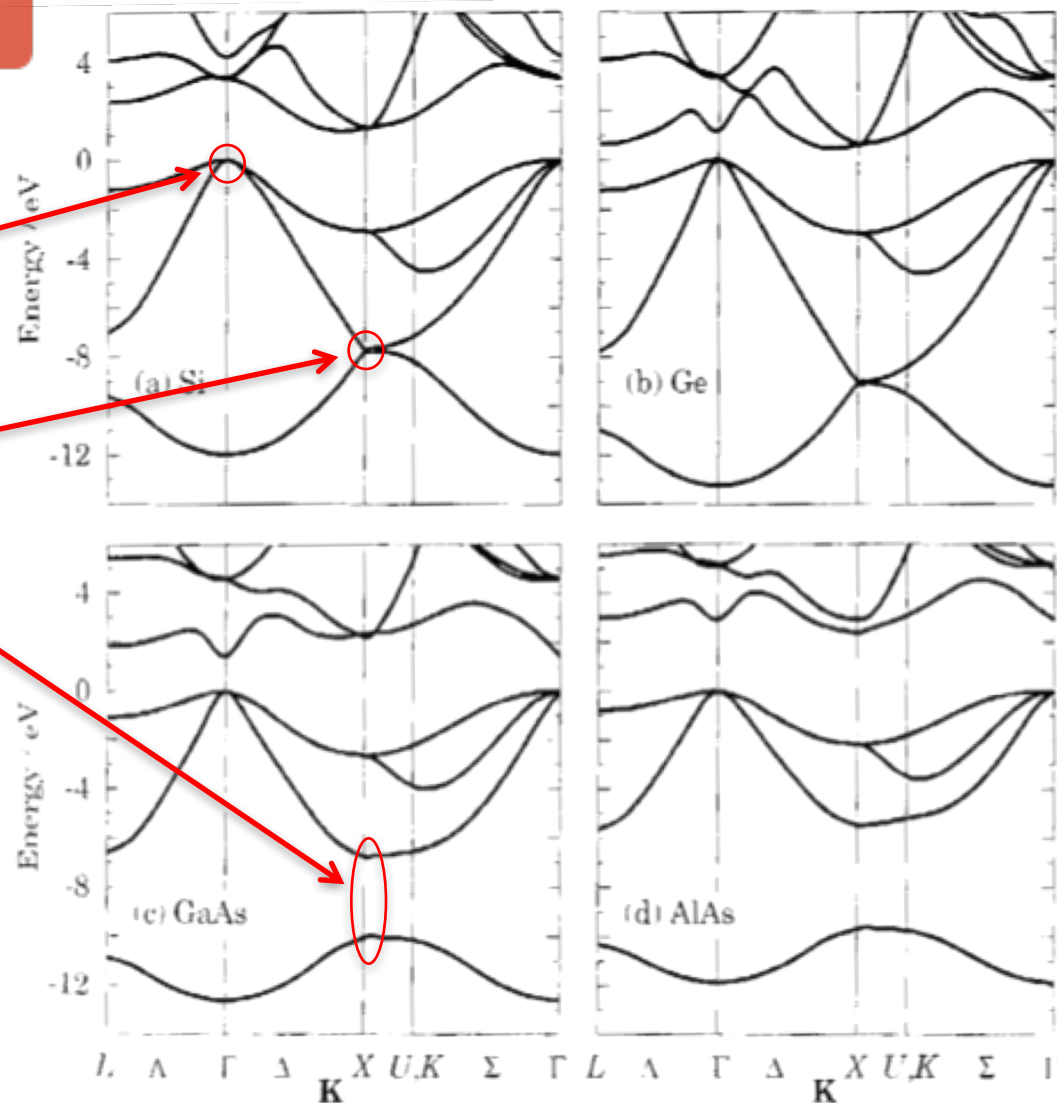 Energy /eV
4
0
-4
-8
-12
(a) Si
(b) Ge
Energy / eV
4
0
-4
-8
-12
(c) GaAs
(d) AlAs
L Λ Γ Δ X U,K Σ Γ L Λ Γ Δ X U,K Σ Γ
K K